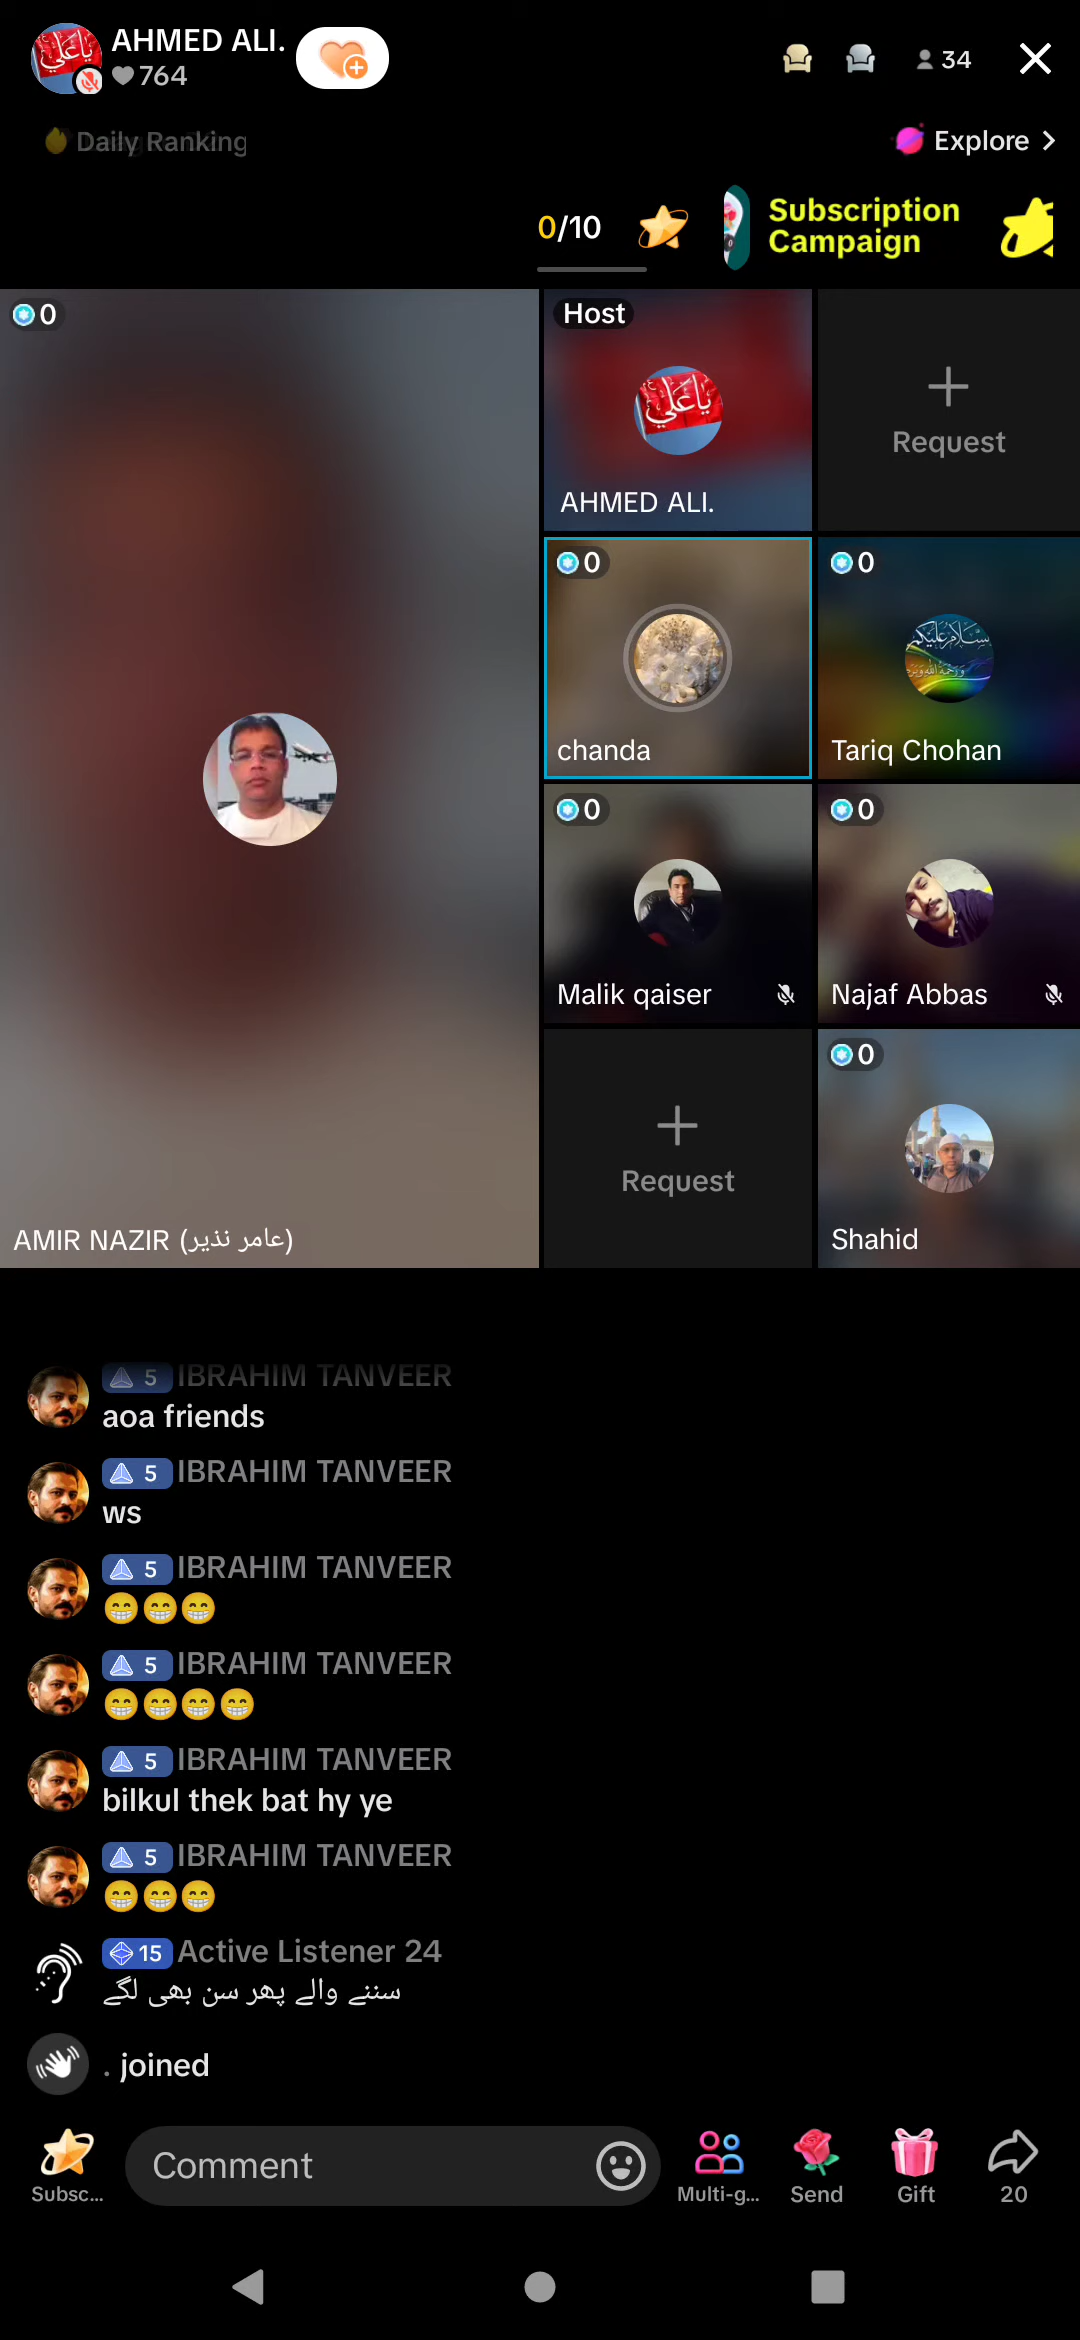 AHMED ALI.
764
34
Daily Ranking
Explore
0/10
Subscription
Campaign
0
Host
ياعلي
AHMED ALI.
Request
0
chanda
0
Tariq Chohan
0
Malik qaiser
0
Najaf Abbas
Request
0
Shahid
AMIR NAZIR (عامر نذیر)
5 IBRAHIM TANVEER
aoa friends
5 IBRAHIM TANVEER
ws
5 IBRAHIM TANVEER
😁😁😁
5 IBRAHIM TANVEER
😁😁😁😁
5 IBRAHIM TANVEER
bilkul thek bat hy ye
5 IBRAHIM TANVEER
😁😁😁
15 Active Listener 24
سننے والے پھر سن بھی لگے
. joined
Comment
Subsc...
Multi-g...
Send
Gift
20